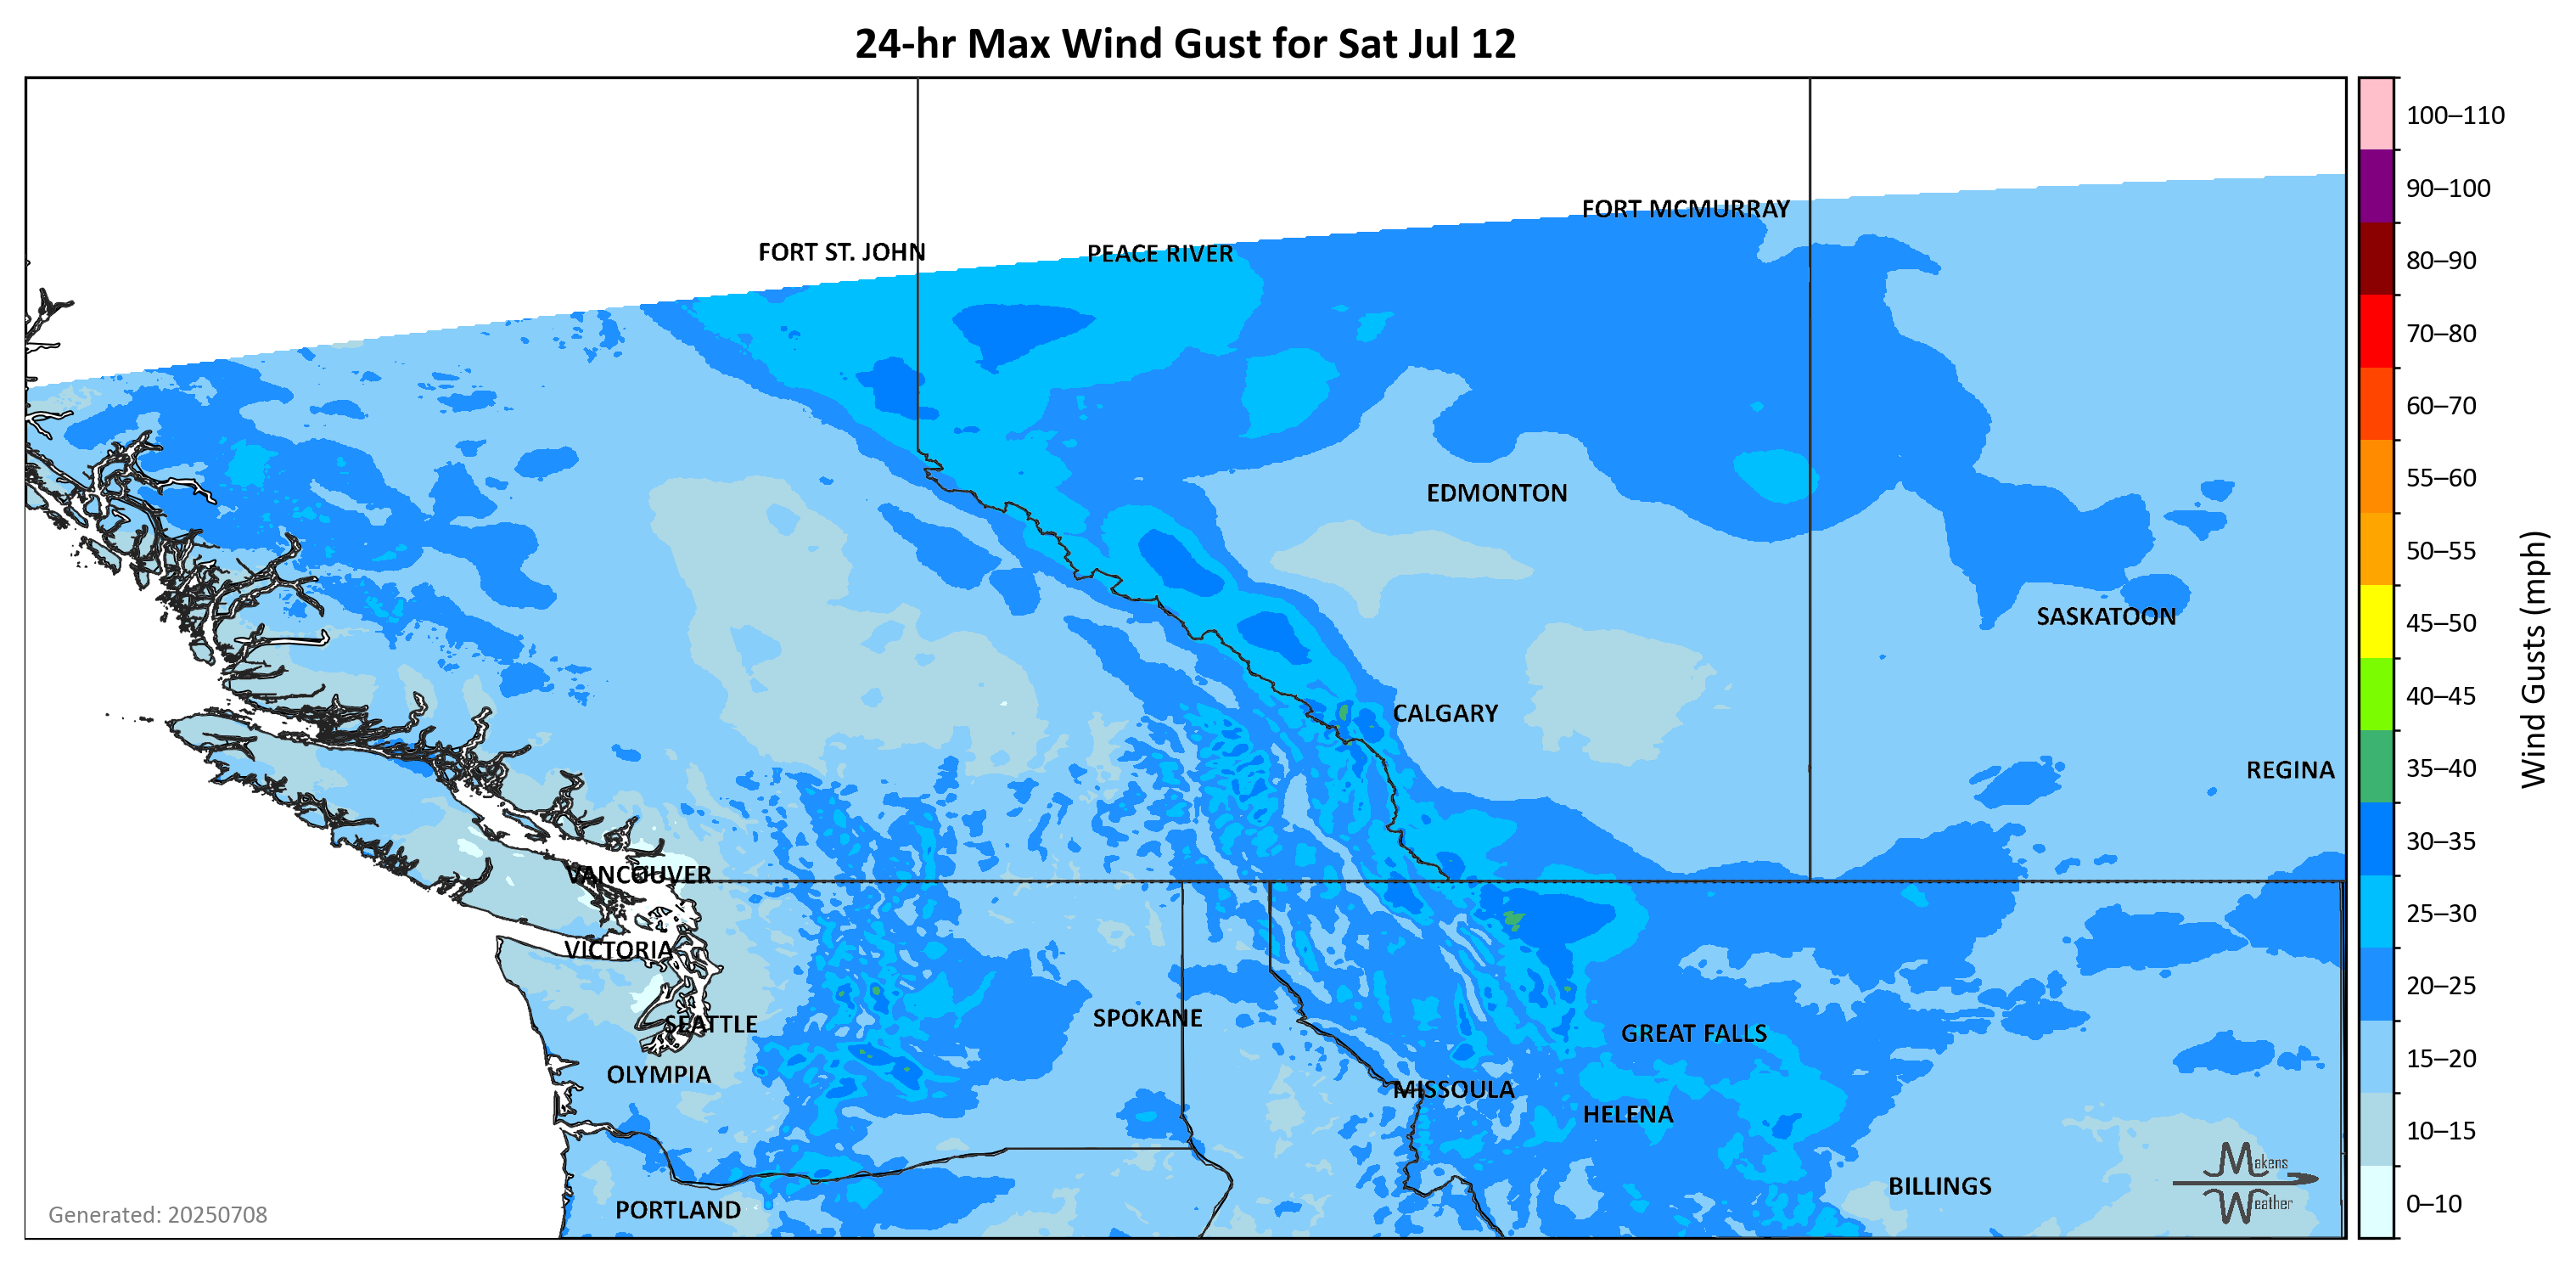 24-hr Max Wind Gust for Sat Jul 12
100–110
90–100
80–90
70–80
60–70
55–60
50–55
45–50
40–45
35–40
30–35
25–30
20–25
15–20
10–15
0–10
Wind Gusts (mph)
FORT MCMURRAY
FORT ST. JOHN
PEACE RIVER
EDMONTON
SASKATOON
CALGARY
REGINA
VANCOUVER
VICTORIA
SEATTLE
SPOKANE
GREAT FALLS
OLYMPIA
MISSOULA
HELENA
BILLINGS
PORTLAND
Makens
Weather
Generated: 20250708